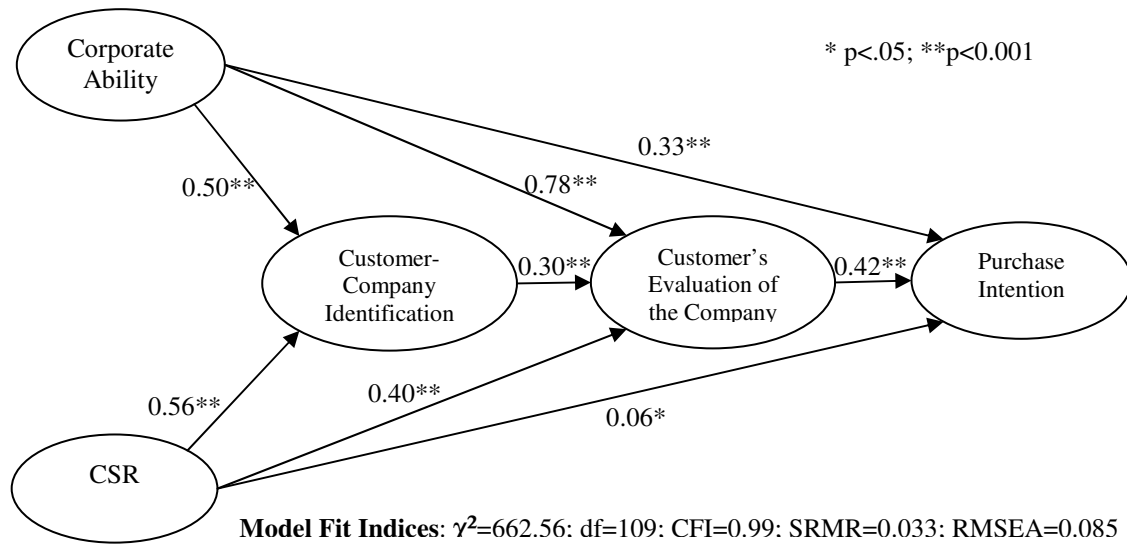 Corporate
Ability
* p<.05; **p<0.001
0.33**
0.50**
0.78**
Customer-
Company
Identification
0.30**
Customer's
Evaluation of
the Company
0.42**
Purchase
Intention
0.56**
0.40**
0.06*
CSR
Model Fit Indices: γ²=662.56; df=109; CFI=0.99; SRMR=0.033; RMSEA=0.085